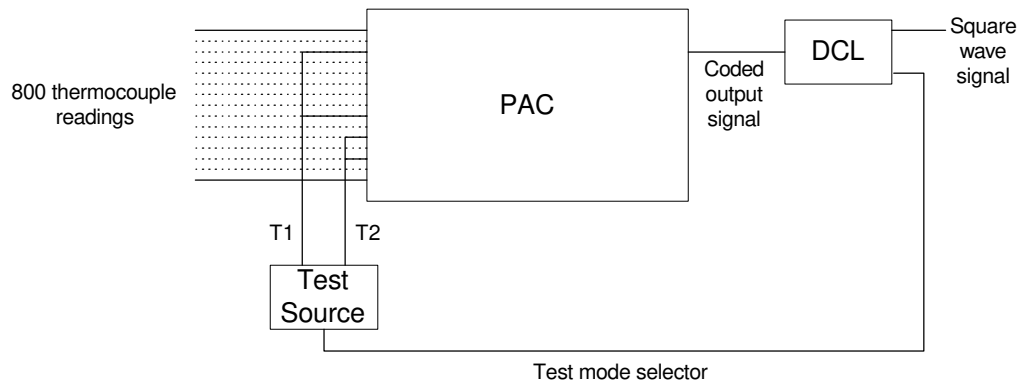 800 thermocouple
readings
PAC
Coded
output
signal
DCL
Square
wave
signal
T1
T2
Test
Source
Test mode selector